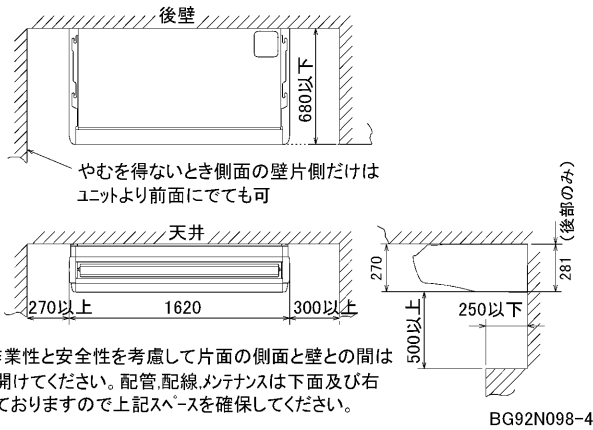 後壁
680以下
やむを得ないとき側面の壁片側だけは
ユニットより前面にでても可
天井
270以上
1620
300以上
270
281
(後部のみ)
500以上
250以下
業性と安全性を考慮して片面の側面と壁との間は
開けてください。配管,配線,メンテナンスは下面及び右
ておりますので上記スペースを確保してください。
BG92N098-4